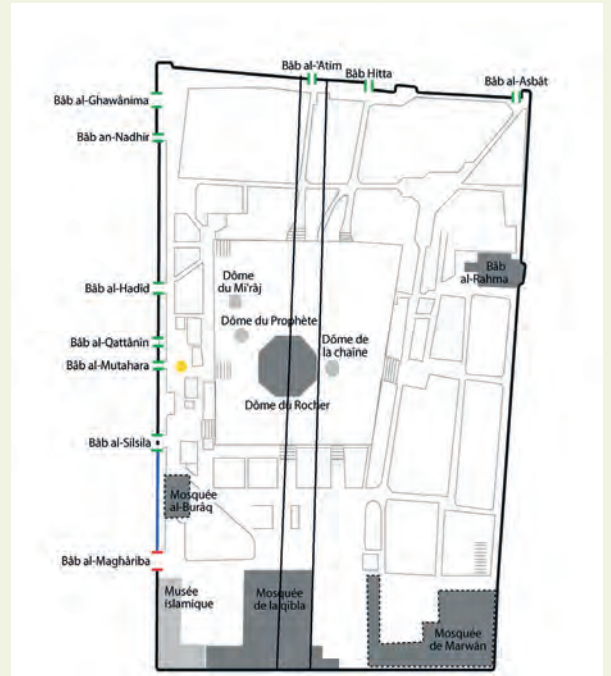 Bâb al-'Atim
Bâb Hitta
Bâb al-Asbât
Bâb al-Ghawânima
Bâb an-Nadhir
Bâb
al-Rahma
Bâb al-Hadid
Dôme
du Mi'râj
Dôme du Prophète
Bâb al-Qattânin
Dôme de
la chaîne
Bâb al-Mutahara
Dôme du Rocher
Bâb al-Silsila
Mosquée
al-Burâq
Bâb al-Maghâriba
Musée
islamique
Mosquée
de la qibla
Mosquée
de Marwân